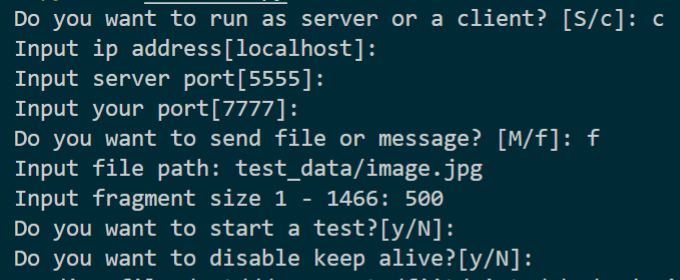 Do you want to run as server or a client? [S/c]: c
Input ip address[localhost]:
Input server port[5555]:
Input your port[7777]:
Do you want to send file or message? [M/f]: f
Input file path: test_data/image.jpg
Input fragment size 1 - 1466: 500
Do you want to start a test?[y/N]:
Do you want to disable keep alive?[y/N]: